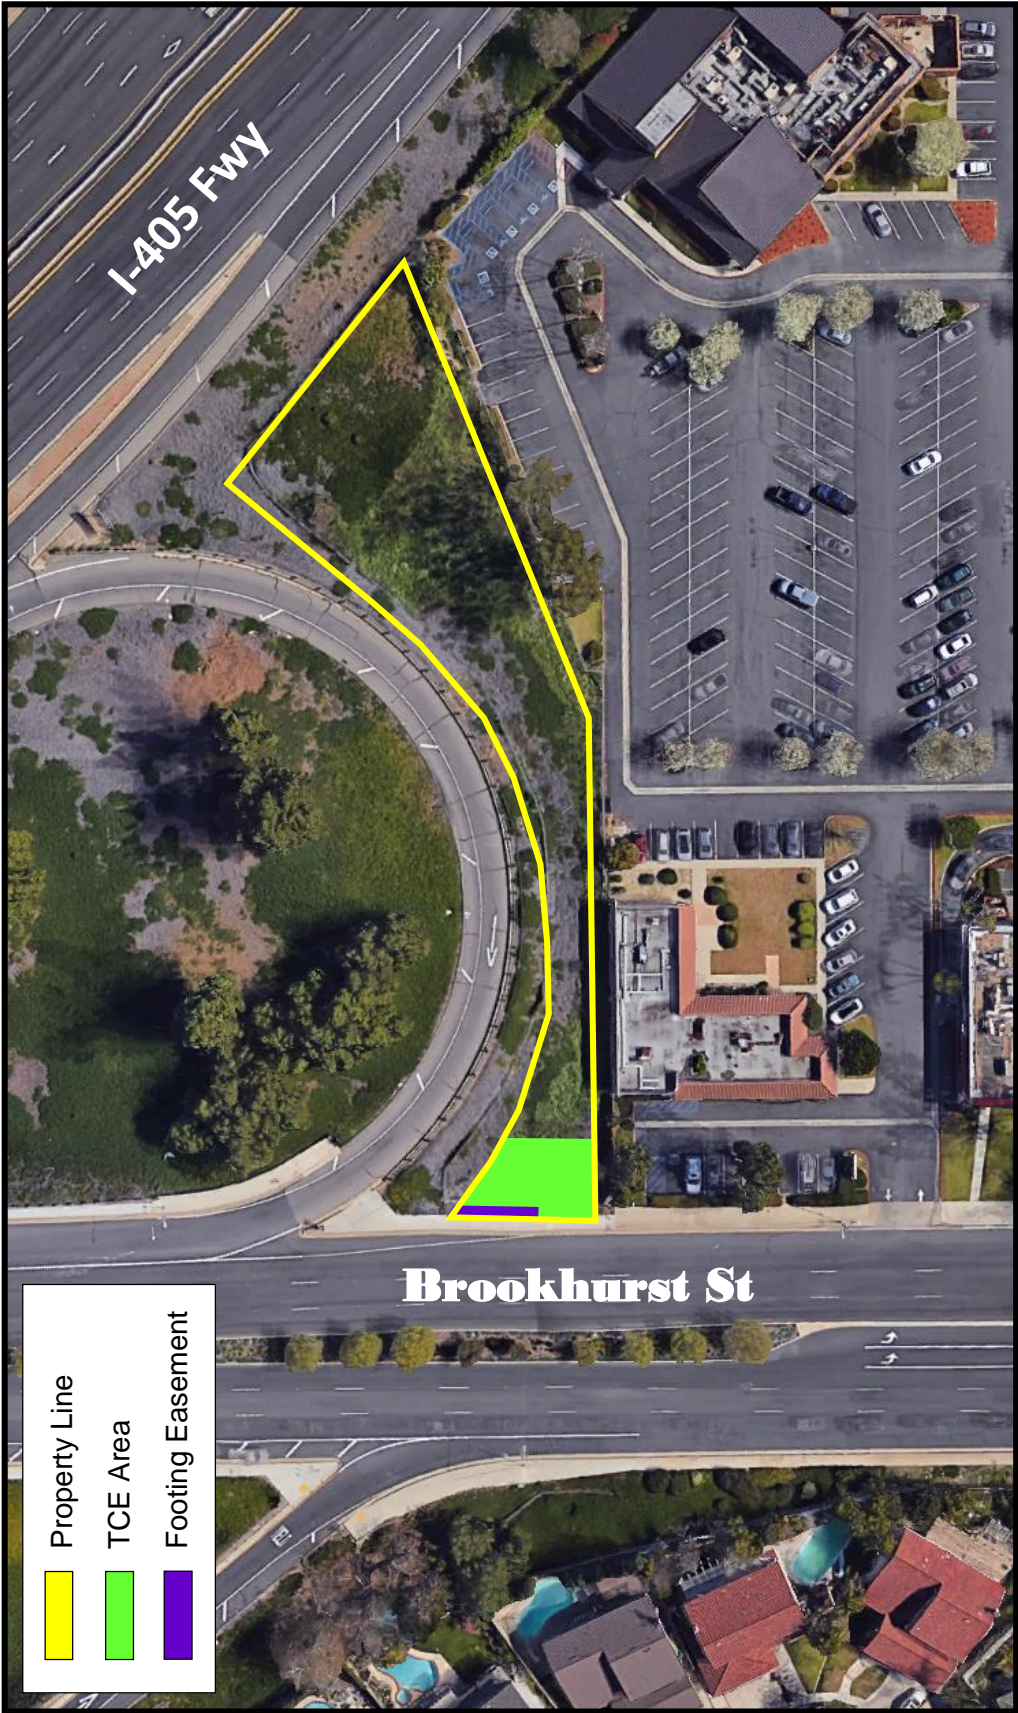 I-405 Fwy
Brookhurst St
Property Line
TCE Area
Footing Easement